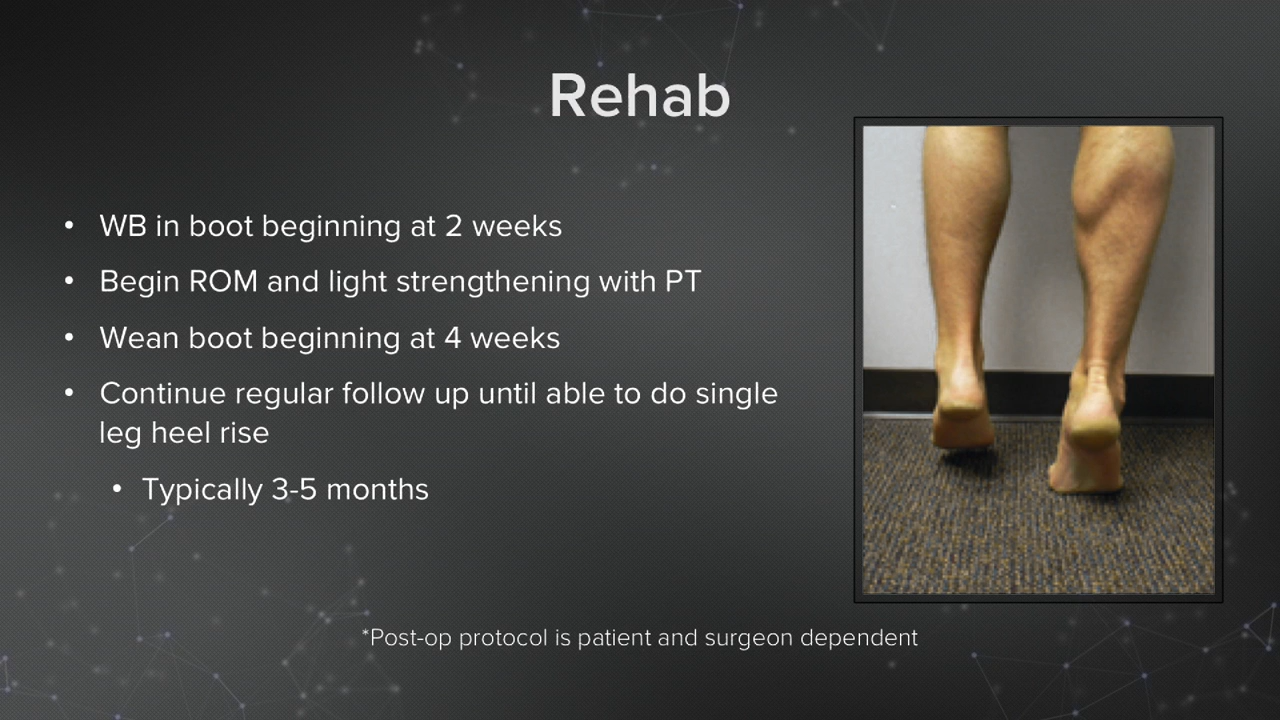 Rehab
• WB in boot beginning at 2 weeks
• Begin ROM and light strengthening with PT
• Wean boot beginning at 4 weeks
• Continue regular follow up until able to do single
leg heel rise
• Typically 3-5 months
*Post-op protocol is patient and surgeon dependent